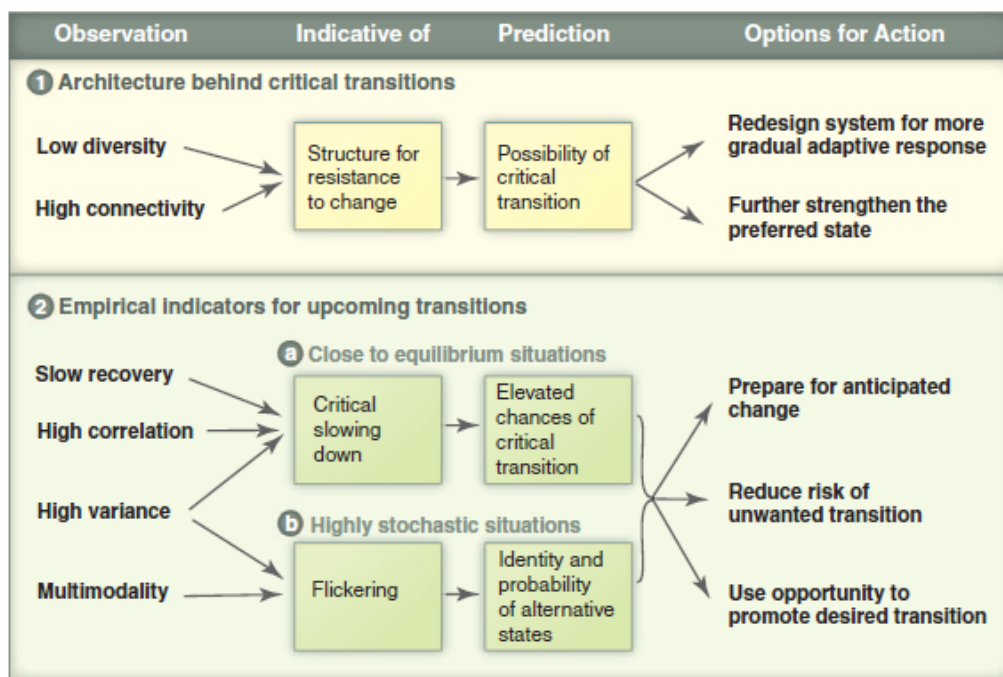 Observation Indicative of Prediction Options for Action
1 Architecture behind critical transitions
Low diversity
High connectivity
Structure for
resistance
to change
Possibility of
critical
transition
Redesign system for more
gradual adaptive response
Further strengthen the
preferred state
2 Empirical indicators for upcoming transitions
a Close to equilibrium situations
Slow recovery
High correlation
High variance
Multimodality
Critical
slowing
down
Elevated
chances of
critical
transition
b Highly stochastic situations
Flickering
Identity and
probability
of alternative
states
Prepare for anticipated
change
Reduce risk of
unwanted transition
Use opportunity to
promote desired transition